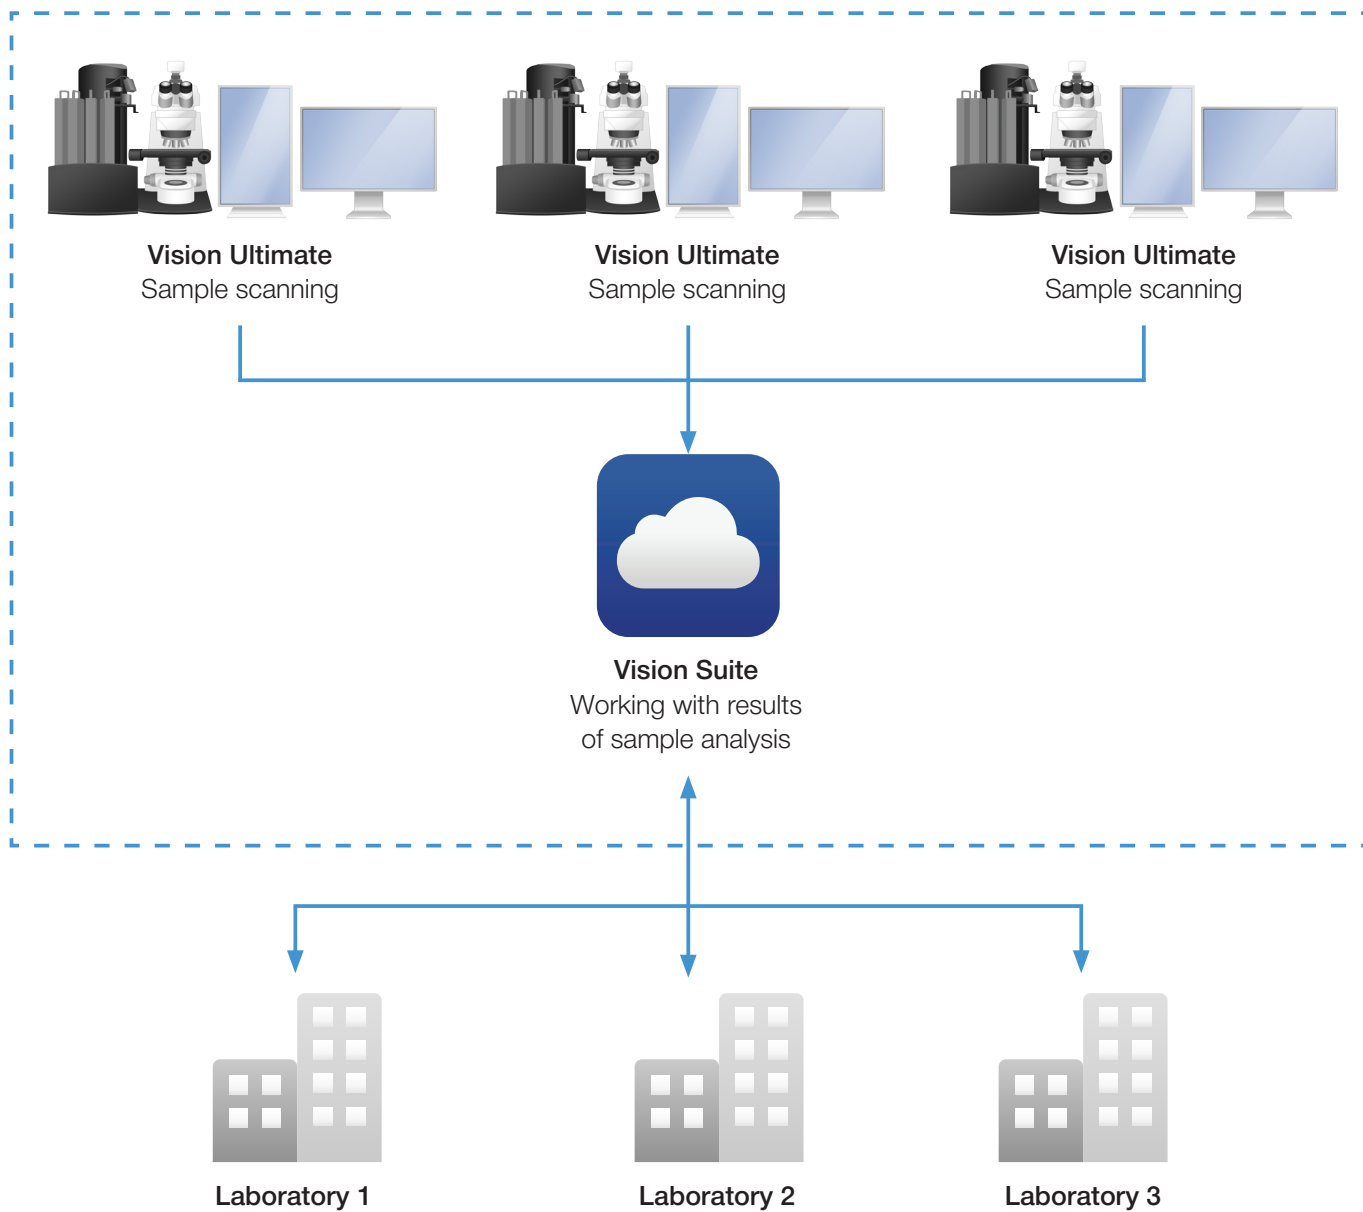 Vision Ultimate
Sample scanning
Vision Ultimate
Sample scanning
Vision Ultimate
Sample scanning
Vision Suite
Working with results
of sample analysis
Laboratory 1
Laboratory 2
Laboratory 3